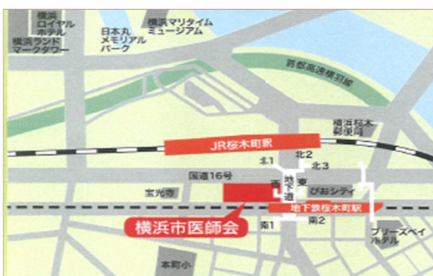 横浜
ロイヤル
ホテル
横浜ランド
マークタワー
日本丸
メモリアル
パーク
横浜マリタイム
ミュージアム
首都高速横羽線
横浜桜木
郵便局
JR桜木町駅
北1
北2
北3
国道16号
西
地下道
東
ぴおシティ
宝光寺
地下鉄桜木町駅
横浜市医師会
南1
南2
ブリーズベイ
ホテル
本町小